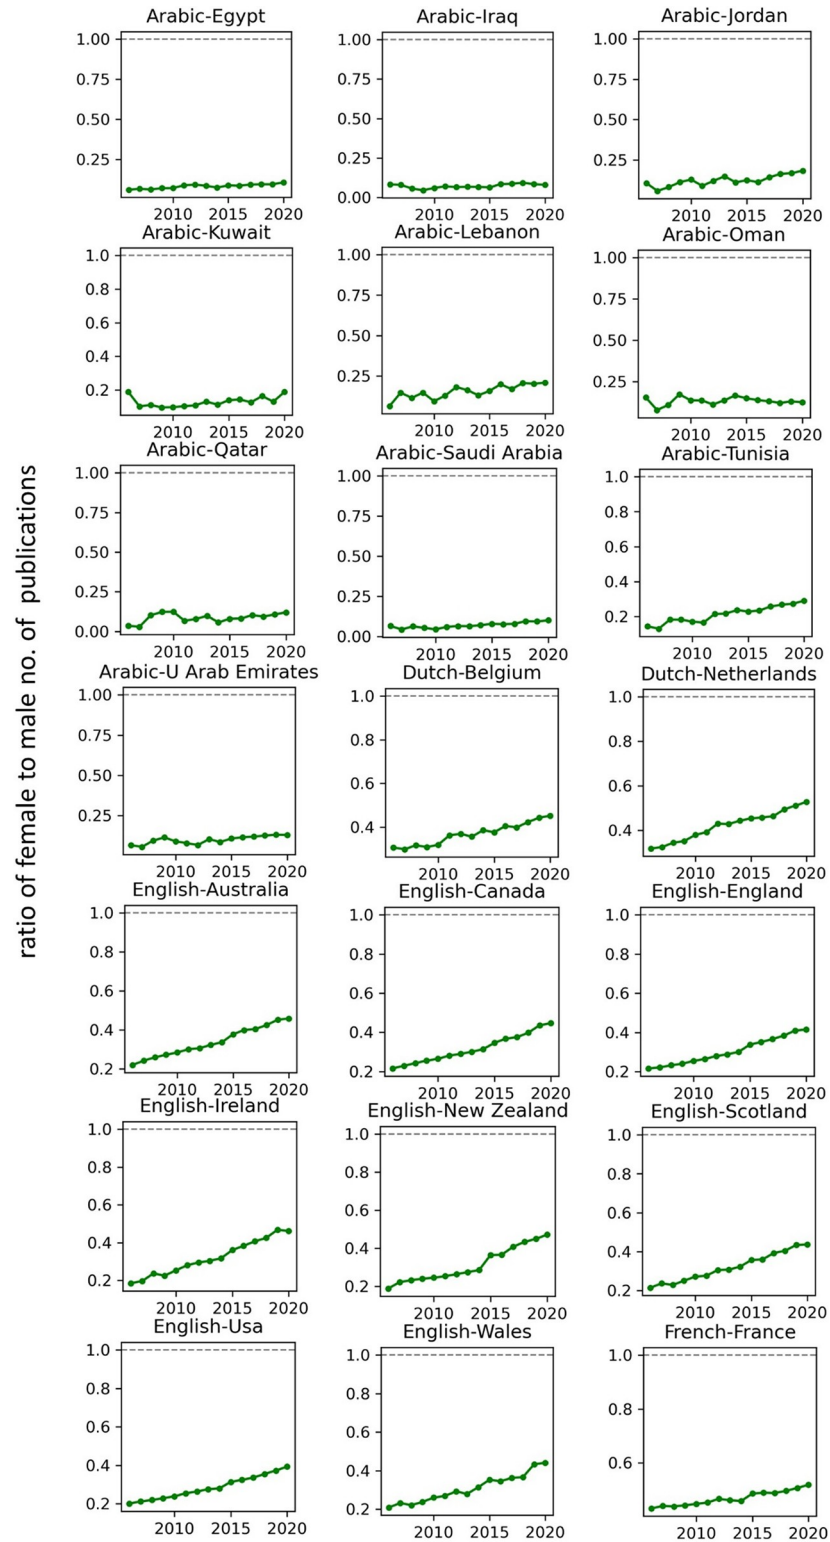 ratio of female to male no. of publications
Arabic-Egypt
1.00
0.75
0.50
0.25
2010 2015 2020
Arabic-Iraq
1.00
0.75
0.50
0.25
0.00
2010 2015 2020
Arabic-Jordan
1.00
0.75
0.50
0.25
2010 2015 2020
Arabic-Kuwait
1.0
0.8
0.6
0.4
0.2
2010 2015 2020
Arabic-Lebanon
1.00
0.75
0.50
0.25
2010 2015 2020
Arabic-Oman
1.00
0.75
0.50
0.25
2010 2015 2020
Arabic-Qatar
1.00
0.75
0.50
0.25
0.00
2010 2015 2020
Arabic-Saudi Arabia
1.00
0.75
0.50
0.25
0.00
2010 2015 2020
Arabic-Tunisia
1.0
0.8
0.6
0.4
0.2
2010 2015 2020
Arabic-U Arab Emirates
1.00
0.75
0.50
0.25
2010 2015 2020
Dutch-Belgium
1.0
0.8
0.6
0.4
2010 2015 2020
Dutch-Netherlands
1.0
0.8
0.6
0.4
2010 2015 2020
English-Australia
1.0
0.8
0.6
0.4
0.2
2010 2015 2020
English-Canada
1.0
0.8
0.6
0.4
0.2
2010 2015 2020
English-England
1.0
0.8
0.6
0.4
0.2
2010 2015 2020
English-Ireland
1.0
0.8
0.6
0.4
0.2
2010 2015 2020
English-New Zealand
1.0
0.8
0.6
0.4
0.2
2010 2015 2020
English-Scotland
1.0
0.8
0.6
0.4
0.2
2010 2015 2020
English-Usa
1.0
0.8
0.6
0.4
0.2
2010 2015 2020
English-Wales
1.0
0.8
0.6
0.4
0.2
2010 2015 2020
French-France
1.0
0.8
0.6
2010 2015 2020